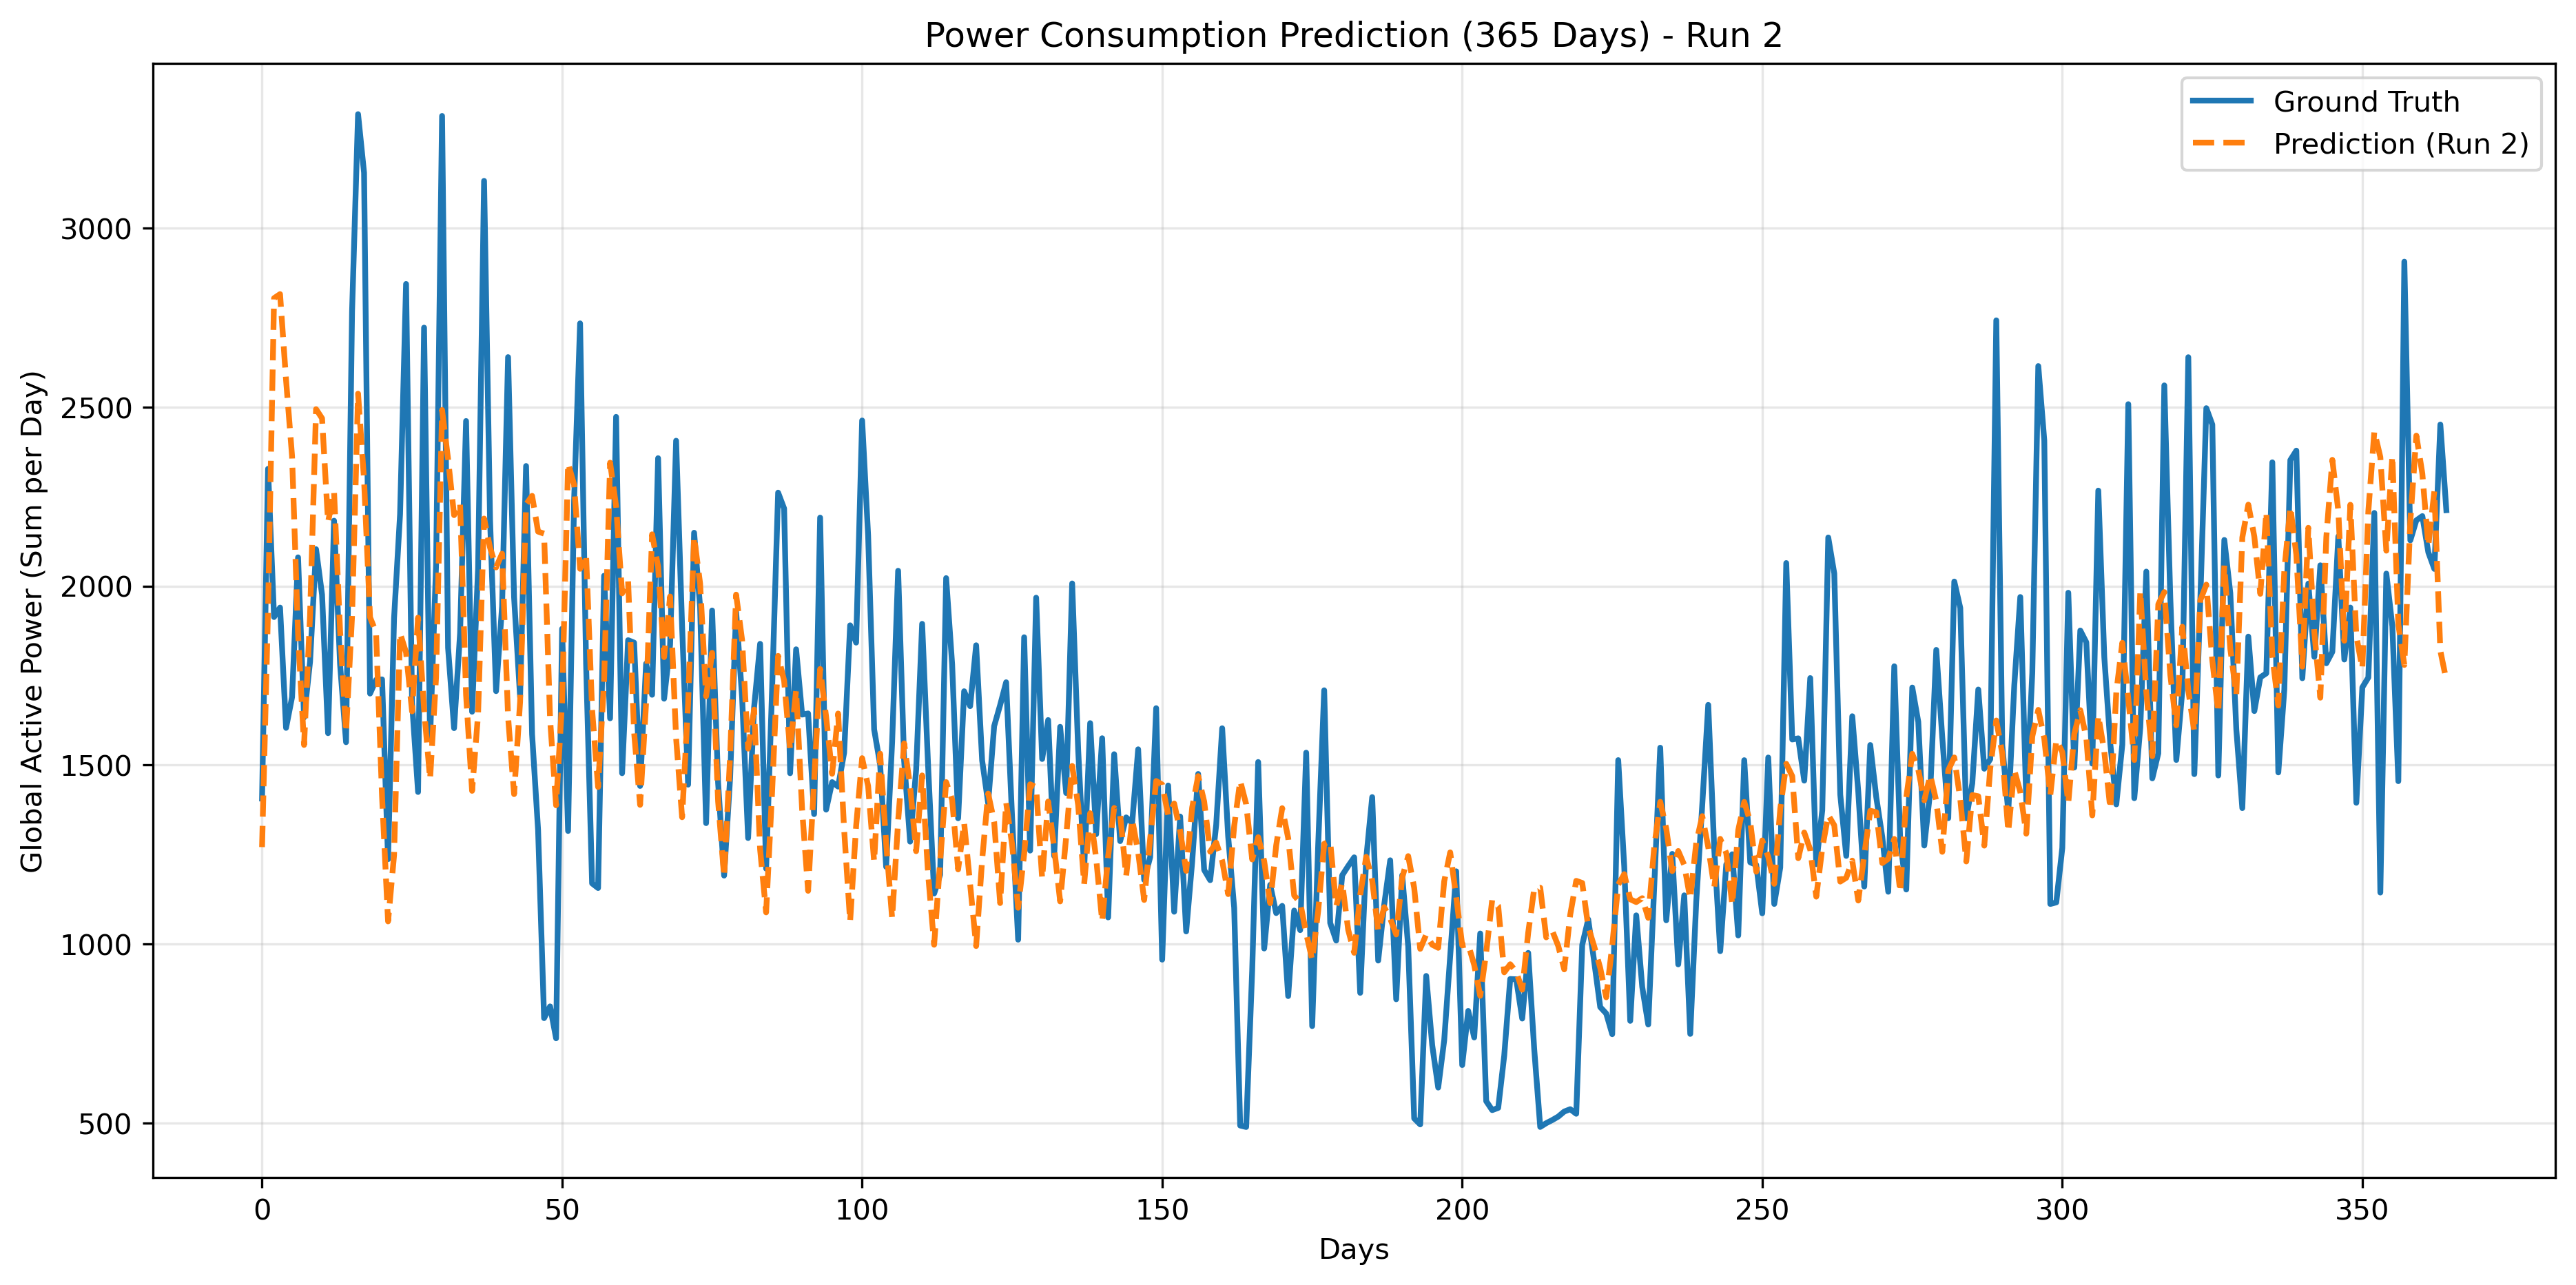 Power Consumption Prediction (365 Days) - Run 2
Ground Truth
Prediction (Run 2)
Global Active Power (Sum per Day)
3000
2500
2000
1500
1000
500
0 50 100 150 200 250 300 350
Days